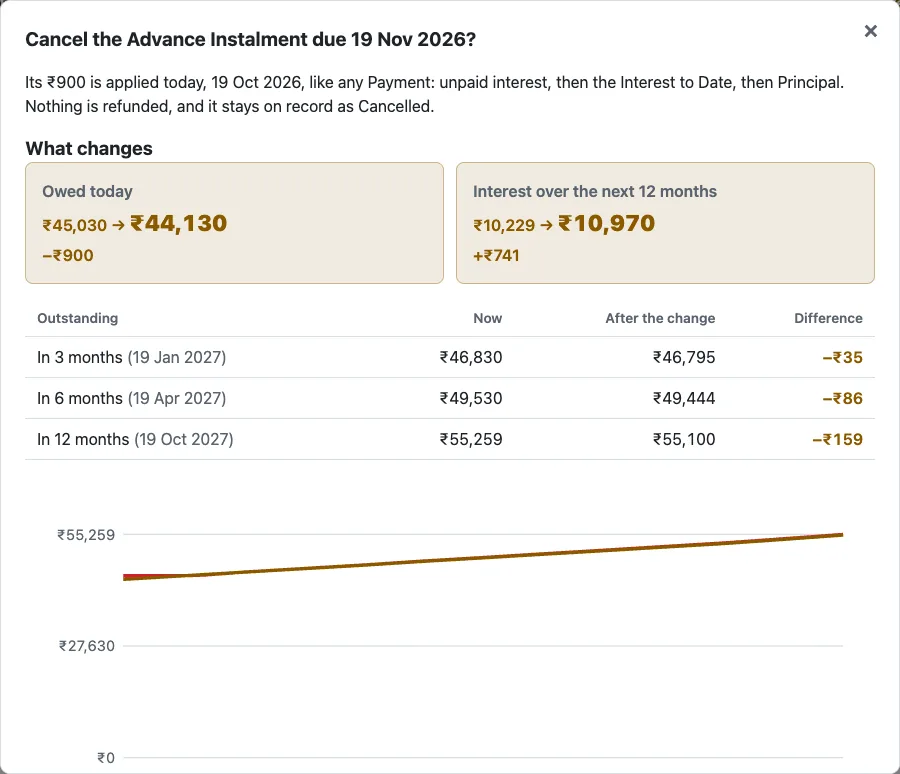 Cancel the Advance Instalment due 19 Nov 2026?
×
Its ₹900 is applied today, 19 Oct 2026, like any Payment: unpaid interest, then the Interest to Date, then Principal.
Nothing is refunded, and it stays on record as Cancelled.
What changes
Owed today
₹45,030 → ₹44,130
−₹900
Interest over the next 12 months
₹10,229 → ₹10,970
+₹741
Outstanding Now After the change Difference
In 3 months (19 Jan 2027) ₹46,830 ₹46,795 −₹35
In 6 months (19 Apr 2027) ₹49,530 ₹49,444 −₹86
In 12 months (19 Oct 2027) ₹55,259 ₹55,100 −₹159
₹55,259
₹27,630
₹0